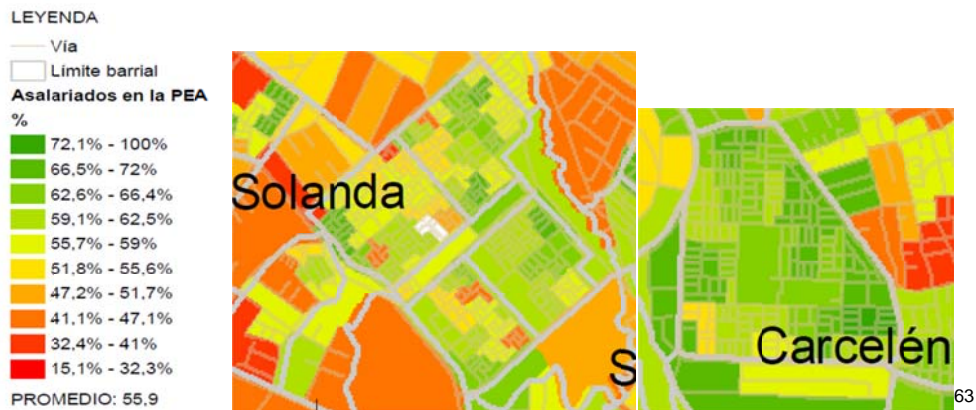 LEYENDA
Vía
Límite barrial
Asalariados en la PEA
%
72,1% - 100%
66,5% - 72%
62,6% - 66,4%
59,1% - 62,5%
55,7% - 59%
51,8% - 55,6%
47,2% - 51,7%
41,1% - 47,1%
32,4% - 41%
15,1% - 32,3%
PROMEDIO: 55,9
Solanda
S
Carcelén
63